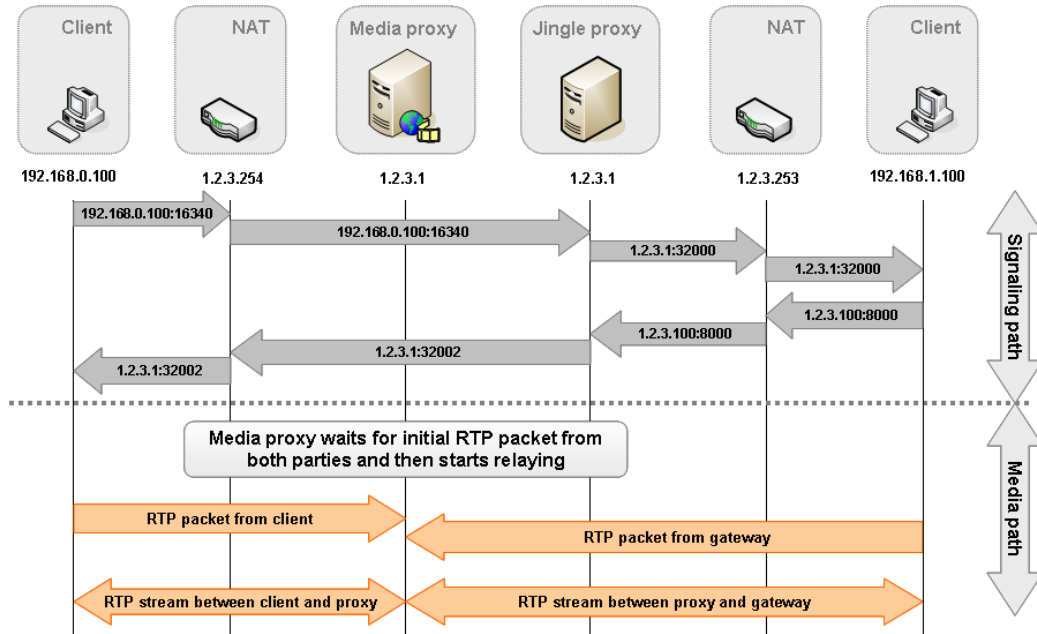 Client
NAT
Media proxy
Jingle proxy
NAT
Client
192.168.0.100
1.2.3.254
1.2.3.1
1.2.3.1
1.2.3.253
192.168.1.100
192.168.0.100:16340
192.168.0.100:16340
1.2.3.1:32000
1.2.3.1:32000
1.2.3.100:8000
1.2.3.100:8000
1.2.3.1:32002
1.2.3.1:32002
Signaling path
Media proxy waits for initial RTP packet from
both parties and then starts relaying
RTP packet from client
RTP packet from gateway
RTP stream between client and proxy
RTP stream between proxy and gateway
Media path